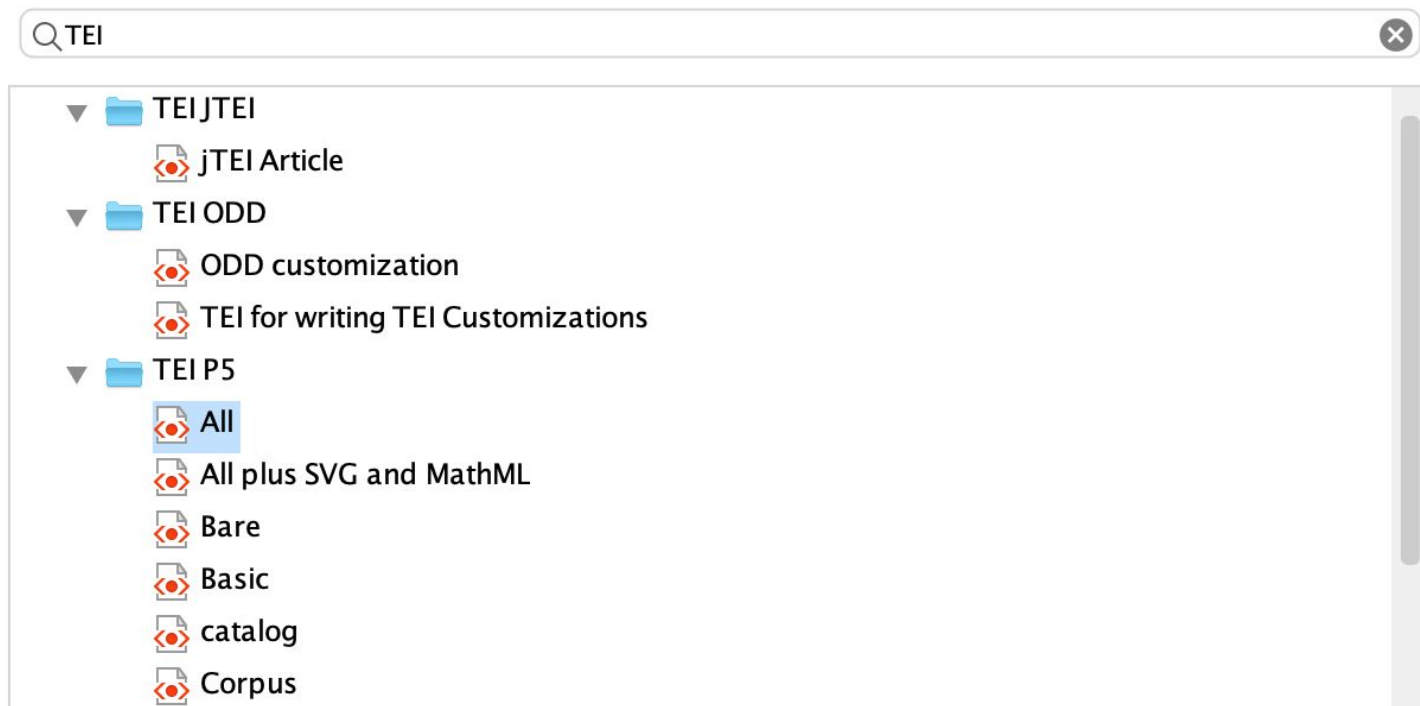 TEI
TEI JTEI
jTEI Article
TEI ODD
ODD customization
TEI for writing TEI Customizations
TEI P5
All
All plus SVG and MathML
Bare
Basic
catalog
Corpus